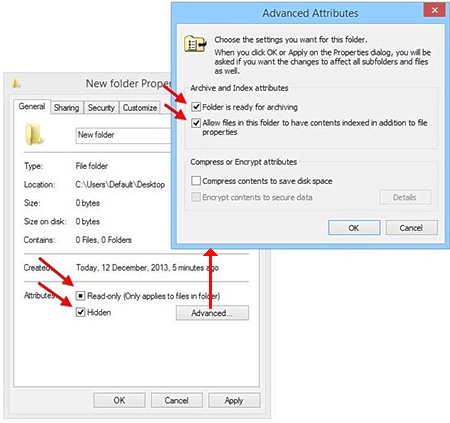 Advanced Attributes
Choose the settings you want for this folder.
When you click OK or Apply on the Properties dialog, you will be
asked if you want the changes to affect all subfolders and files
as well.
Archive and Index attributes
Folder is ready for archiving
Allow files in this folder to have contents indexed in addition to file
properties
Compress or Encrypt attributes
Compress contents to save disk space
Encrypt contents to secure data
Details
OK
Cancel
New folder Prope
General
Sharing
Security
Customize
New folder
Type:
File folder
Location:
C:\Users\Default\Desktop
Size:
0 bytes
Size on disk:
0 bytes
Contains:
0 Files, 0 Folders
Created:
Today, 12 December, 2013, 5 minutes ago
Attributes:
Read-only (Only applies to files in folder)
Hidden
Advanced...
OK
Cancel
Apply